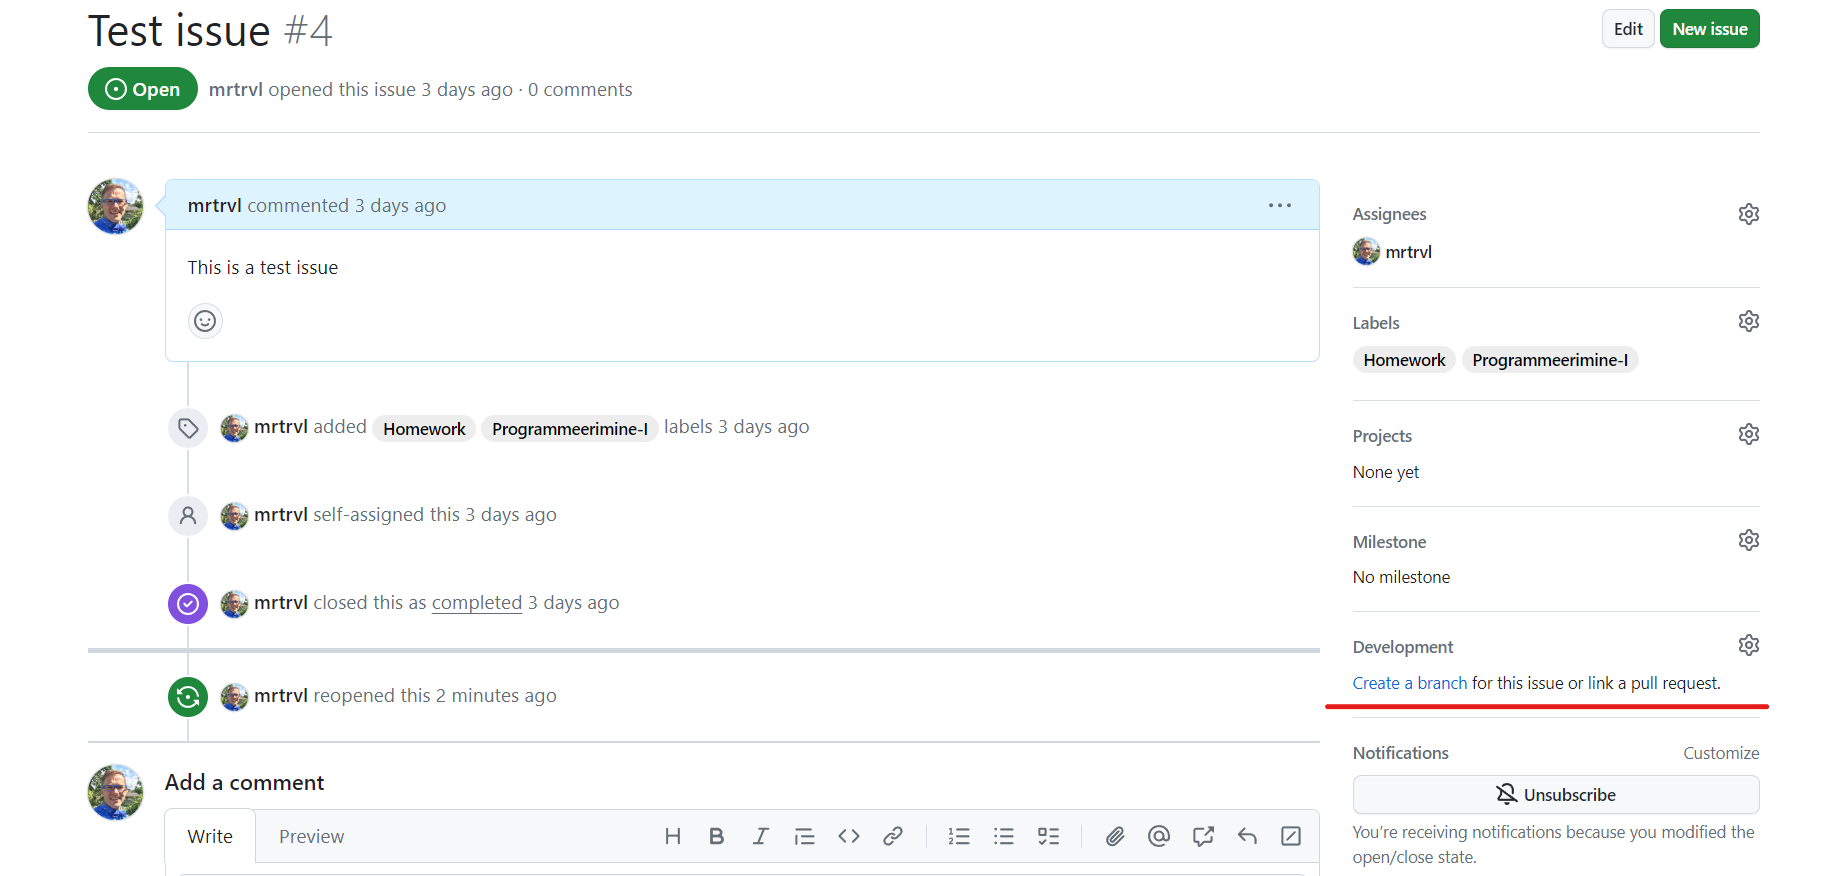 Test issue #4
Edit
New issue
Open
mrtrvl opened this issue 3 days ago · 0 comments
mrtrvl commented 3 days ago
This is a test issue
mrtrvl added Homework Programmeerimine-I labels 3 days ago
mrtrvl self-assigned this 3 days ago
mrtrvl closed this as completed 3 days ago
mrtrvl reopened this 2 minutes ago
Add a comment
Write
Preview
Assignees
mrtrvl
Labels
Homework Programmeerimine-I
Projects
None yet
Milestone
No milestone
Development
Create a branch for this issue or link a pull request.
Notifications
Customize
Unsubscribe
You’re receiving notifications because you modified the
open/close state.